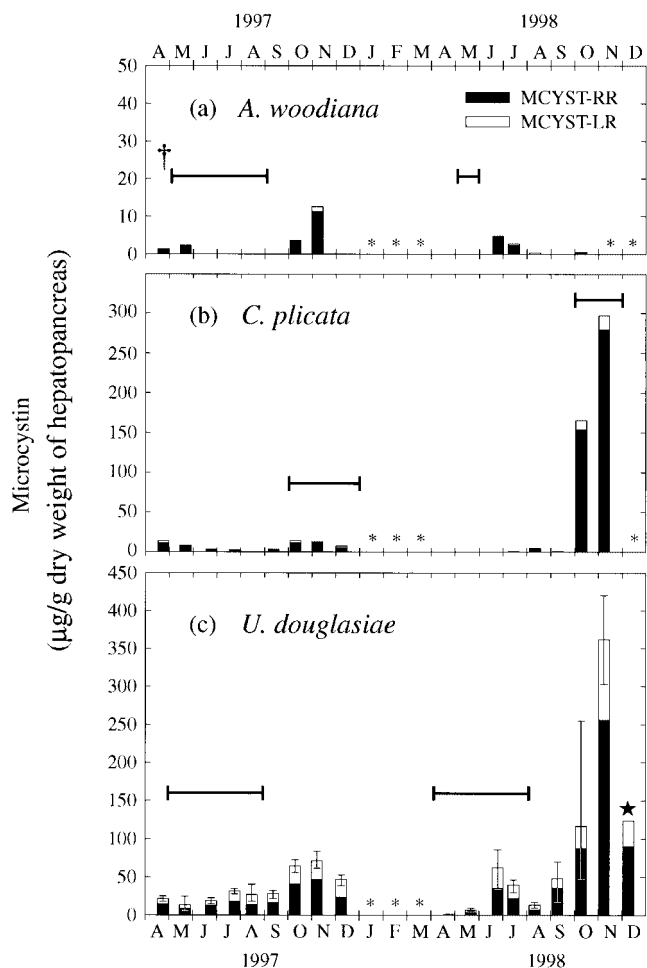 1997 1998
A M J J A S O N D J F M A M J J A S O N D
50
40
30
20
10
0
(a) A. woodiana
MCYST-RR
MCYST-LR
†
* * * * *
300
250
200
150
100
50
0
(b) C. plicata
* * * *
Microcystin
(μg/g dry weight of hepatopancreas)
450
400
350
300
250
200
150
100
50
0
(c) U. douglasiae
★
* * *
A M J J A S O N D J F M A M J J A S O N D
1997 1998